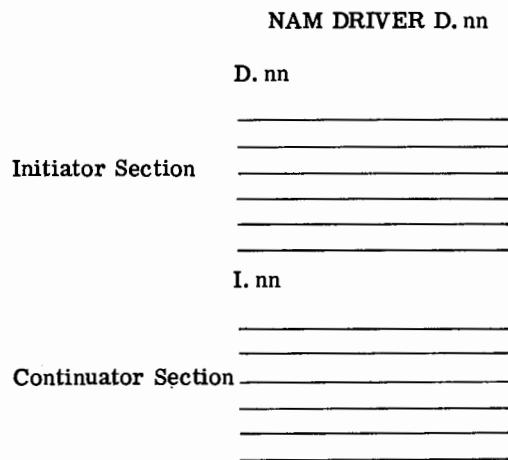 NAM DRIVER D. nn
D. nn
Initiator Section
I. nn
Continuator Section